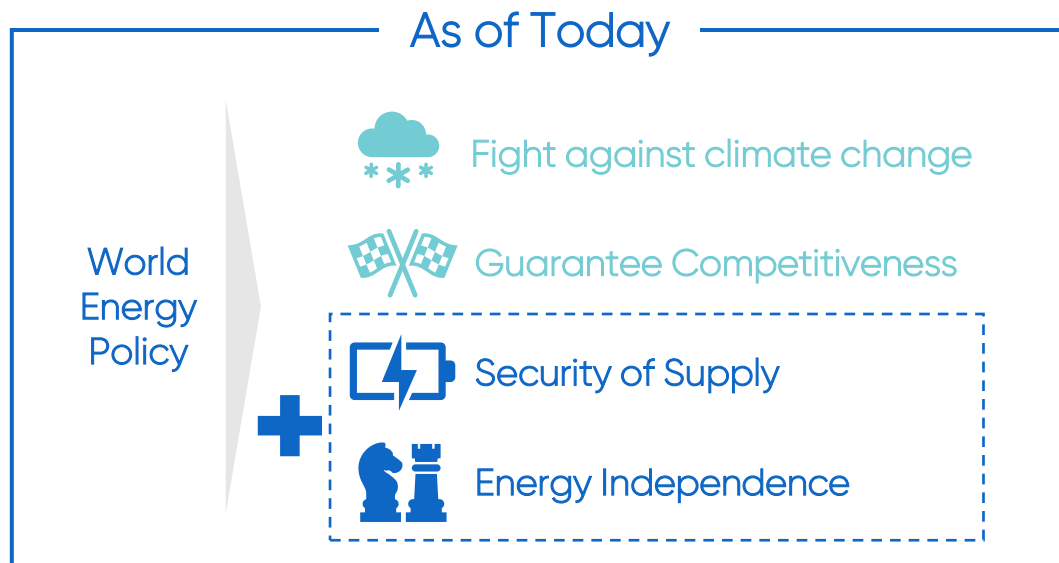 As of Today
Fight against climate change
Guarantee Competitiveness
World
Energy
Policy
Security of Supply
Energy Independence